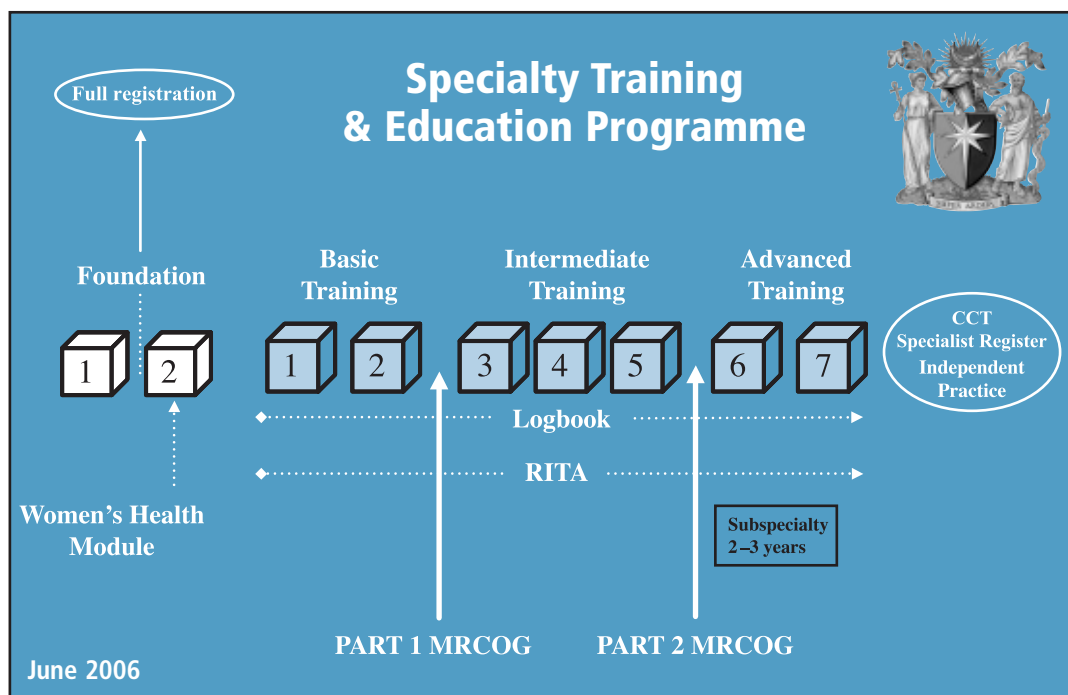 Specialty Training
& Education Programme
Full registration
Foundation
Basic
Training
Intermediate
Training
Advanced
Training
1
2
1
2
3
4
5
6
7
CCT
Specialist Register
Independent
Practice
Logbook
RITA
Women’s Health
Module
Subspecialty
2–3 years
PART 1 MRCOG
PART 2 MRCOG
June 2006